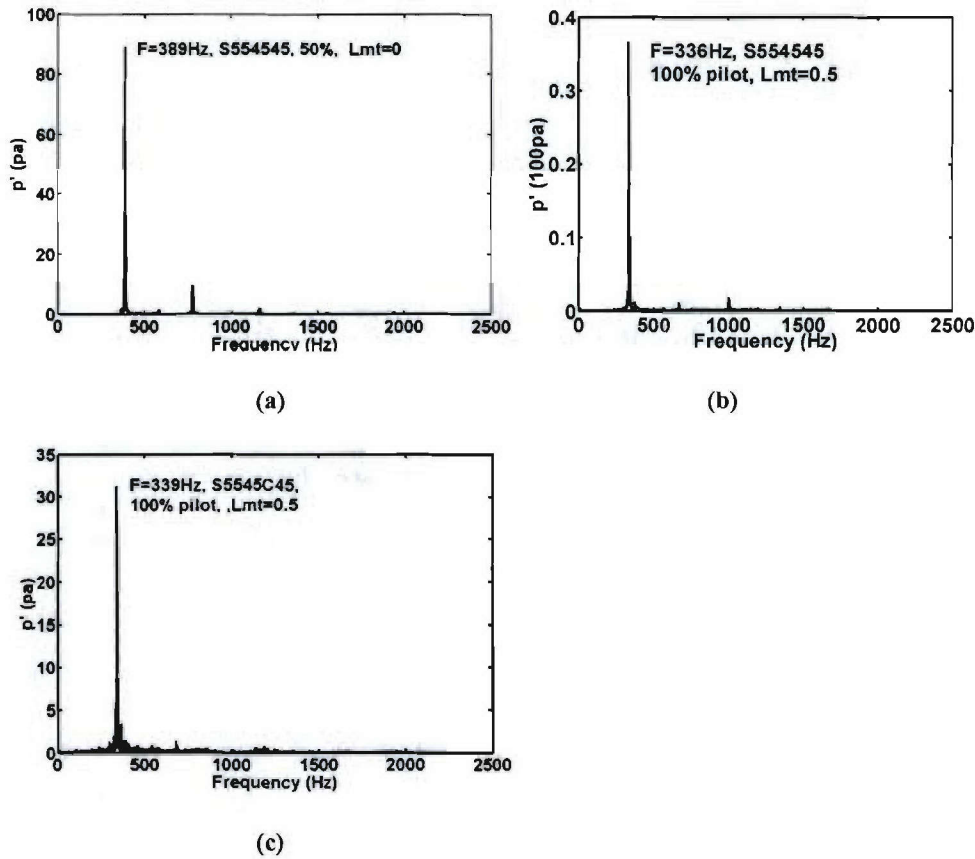 100
80
60
40
20
0
p' (pa)
F=389Hz, S554545, 50%, Lmt=0
0 500 1000 1500 2000 2500
Frequency (Hz)
(a)
0.4
0.3
0.2
0.1
0
p' (100pa)
F=336Hz, S554545
100% pilot, Lmt=0.5
0 500 1000 1500 2000 2500
Frequency (Hz)
(b)
35
30
25
20
15
10
5
0
p' (pa)
F=339Hz, S5545C45,
100% pilot, .Lmt=0.5
0 500 1000 1500 2000 2500
Frequency (Hz)
(c)